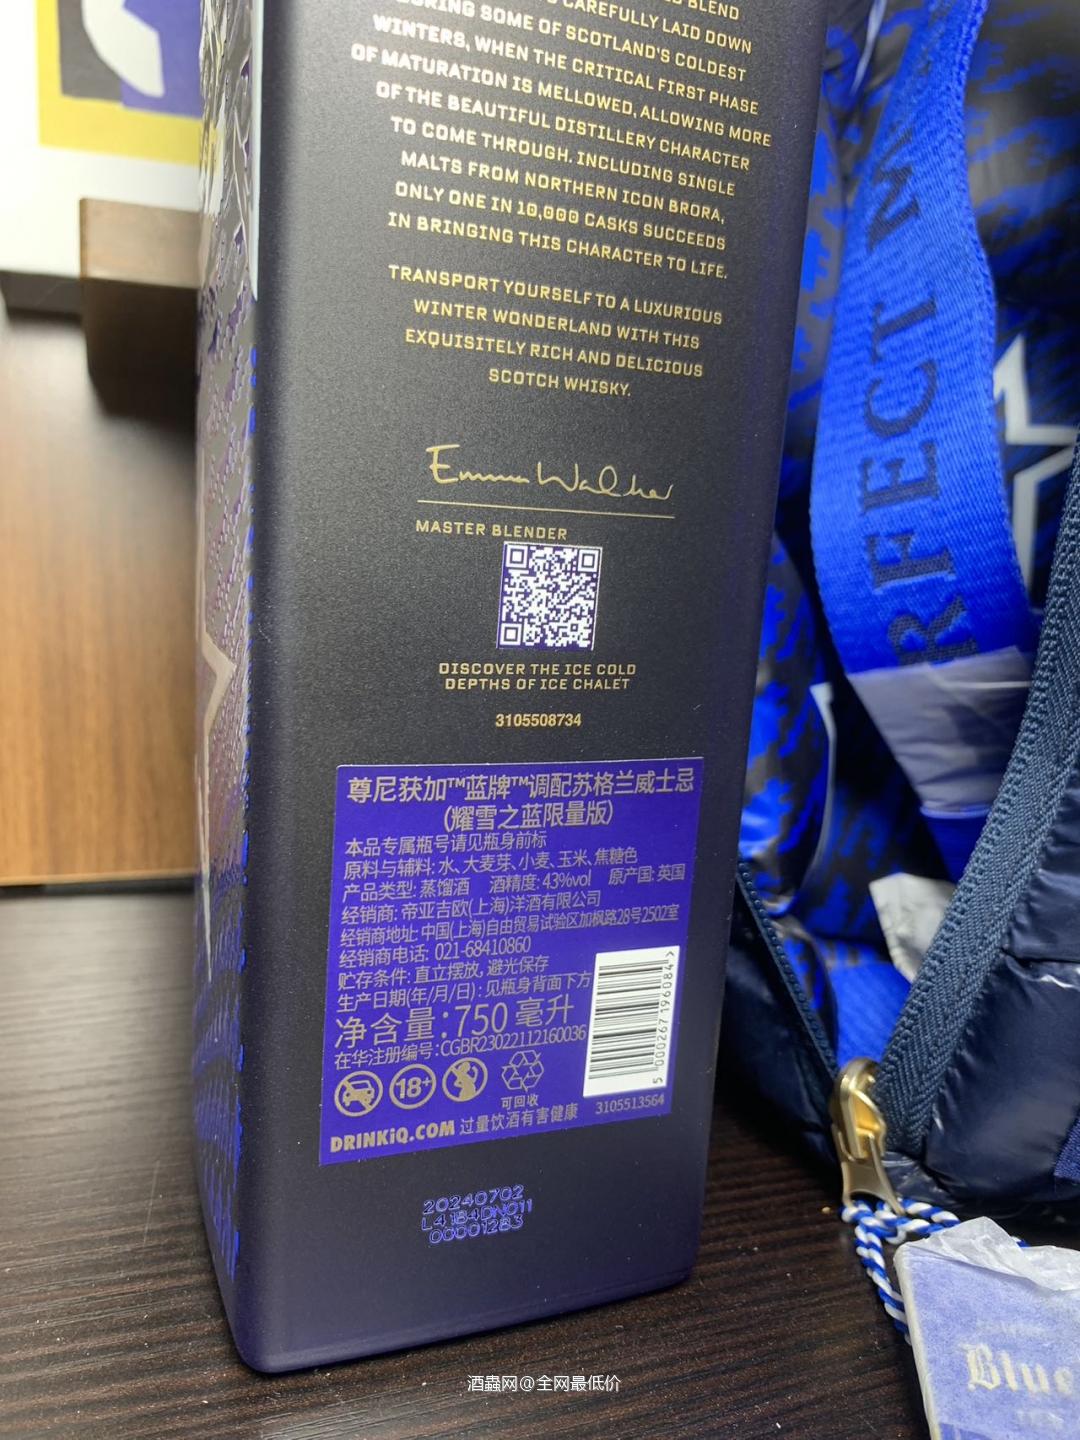 BLEND
CAREFULLY LAID DOWN
SOME OF SCOTLAND'S COLDEST
WINTERS, WHEN THE CRITICAL FIRST PHASE
OF MATURATION IS MELLOWED, ALLOWING MORE
OF THE BEAUTIFUL DISTILLERY CHARACTER
TO COME THROUGH. INCLUDING SINGLE
MALTS FROM NORTHERN ICON BRORA,
ONLY ONE IN 10,000 CASKS SUCCEEDS
IN BRINGING THIS CHARACTER TO LIFE.
TRANSPORT YOURSELF TO A LUXURIOUS
WINTER WONDERLAND WITH THIS
EXQUISITELY RICH AND DELICIOUS
SCOTCH WHISKY.
Emma Walker
MASTER BLENDER
DISCOVER THE ICE COLD
DEPTHS OF ICE CHALET
3105508734
尊尼获加™蓝牌™调配苏格兰威士忌
(耀雪之蓝限量版)
本品专属瓶号请见瓶身前标
原料与辅料: 水、大麦芽、小麦、玉米、焦糖色
产品类型: 蒸馏酒 酒精度: 43%vol 原产国: 英国
经销商: 帝亚吉欧(上海)洋酒有限公司
经销商地址: 中国(上海)自由贸易试验区加枫路28号2502室
经销商电话: 021-68410860
贮存条件: 直立摆放, 避光保存
生产日期(年/月/日): 见瓶身背面下方
净含量: 750 毫升
在华注册编号: CGBR23022112160036
5 000267 196084
18+
可回收
DRINKiQ.COM 过量饮酒有害健康 3105513564
20240702
L4184DN011
00001283
PERFECT
Blue
酒蟲网@全网最低价